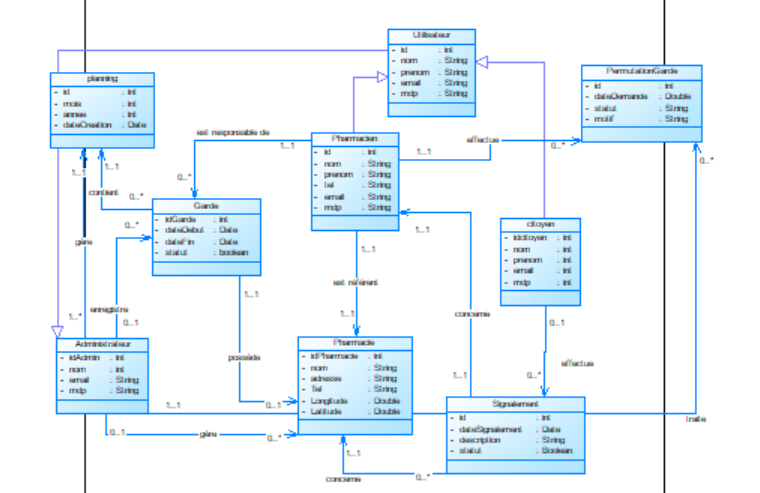 Utilisateur
- id : int
- nom : String
- prenom : String
- email : String
- mdp : String
planning
- id : int
- mois : int
- annee : int
- dateCreation : Date
PermutationGarde
- id : int
- dateDemande : Double
- statut : String
- motif : String
est responsable de
1..1
0..*
Pharmacien
- id : int
- nom : String
- prenom : String
- tel : String
- email : String
- mdp : String
effectue
1..1
0..*
0..*
1..*
1..1
contient
0..*
Garde
- idGarde : int
- dateDebut : Date
- dateFin : Date
- statut : boolean
0..*
gère
enregistre
1..*
0..1
citoyen
- idcitoyen : int
- nom : int
- prenom : int
- email : int
- mdp : int
1..1
1..1
est référent
1..1
1..1
concerne
1..1
0..1
effectue
0..*
posséde
0...1
Administrateur
- idAdmin : int
- nom : int
- email : String
- mdp : String
Pharmacie
- idPharmacie : int
- nom : String
- adresse : String
- Tel : String
- Longitude : Double
- Latitude : Double
Signalement
- id : int
- dateSignalement : Date
- description : String
- statut : Boolean
1..1
traite
0..1
gère
0..*
1..1
concerne
0..*